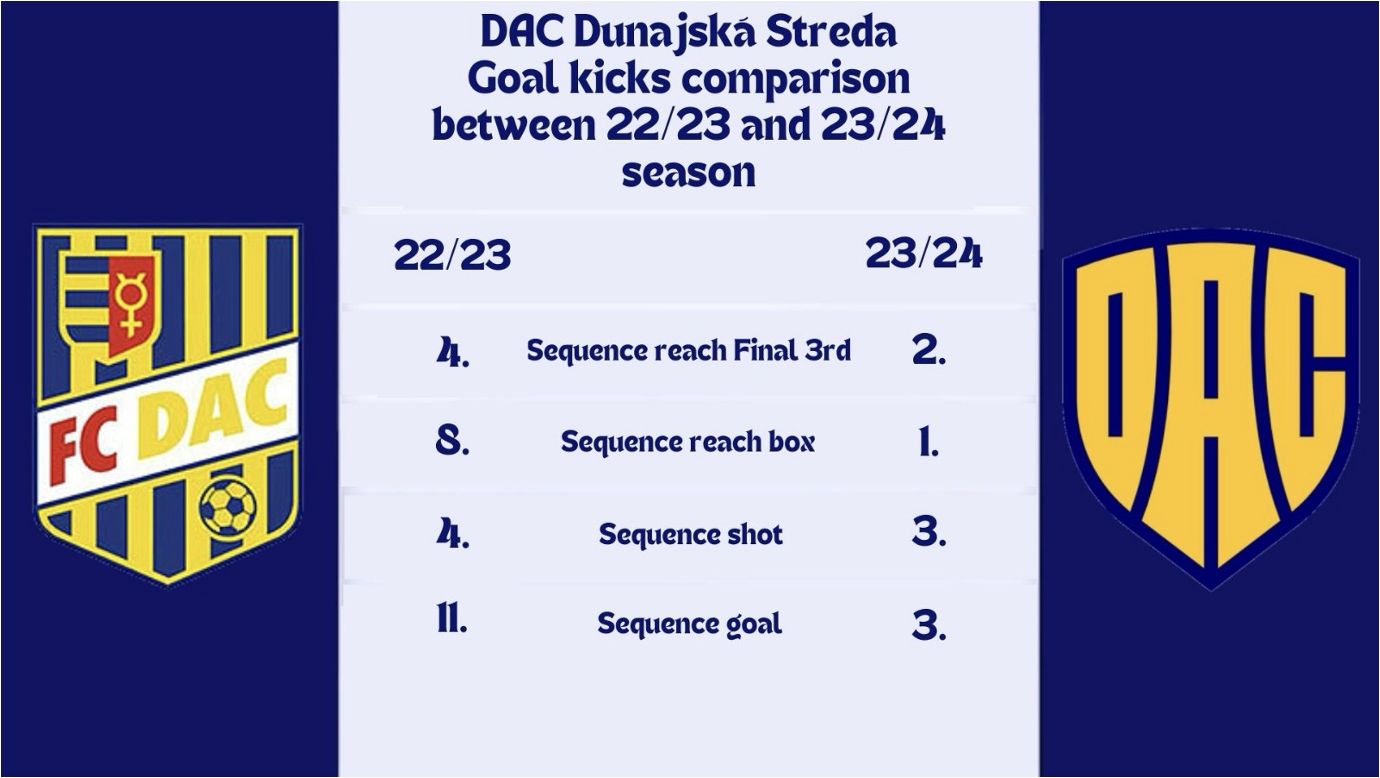 DAC Dunajská Streda
Goal kicks comparison
between 22/23 and 23/24
season
22/23 23/24
4. Sequence reach Final 3rd 2.
8. Sequence reach box 1.
4. Sequence shot 3.
11. Sequence goal 3.
FC DAC
DAC